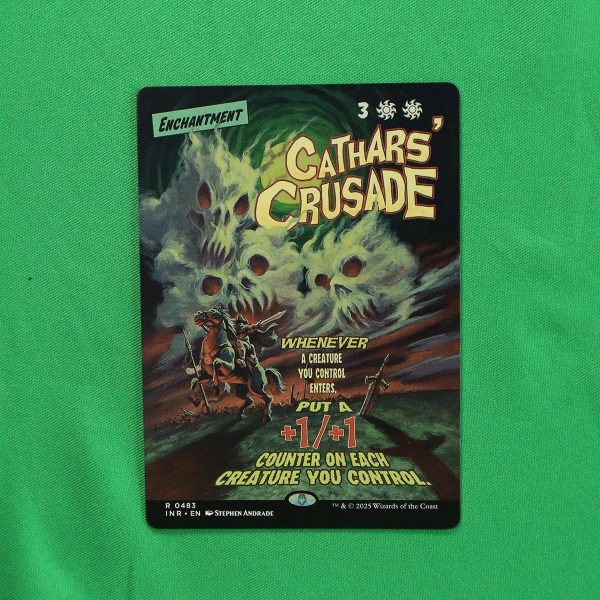 ENCHANTMENT
3
CATHARS'
CRUSADE
WHENEVER
A CREATURE
YOU CONTROL
ENTERS,
PUT A
+1/+1
COUNTER ON EACH
CREATURE YOU CONTROL.
R 0483
INR • EN STEPHEN ANDRADE
™ & © 2025 Wizards of the Coast